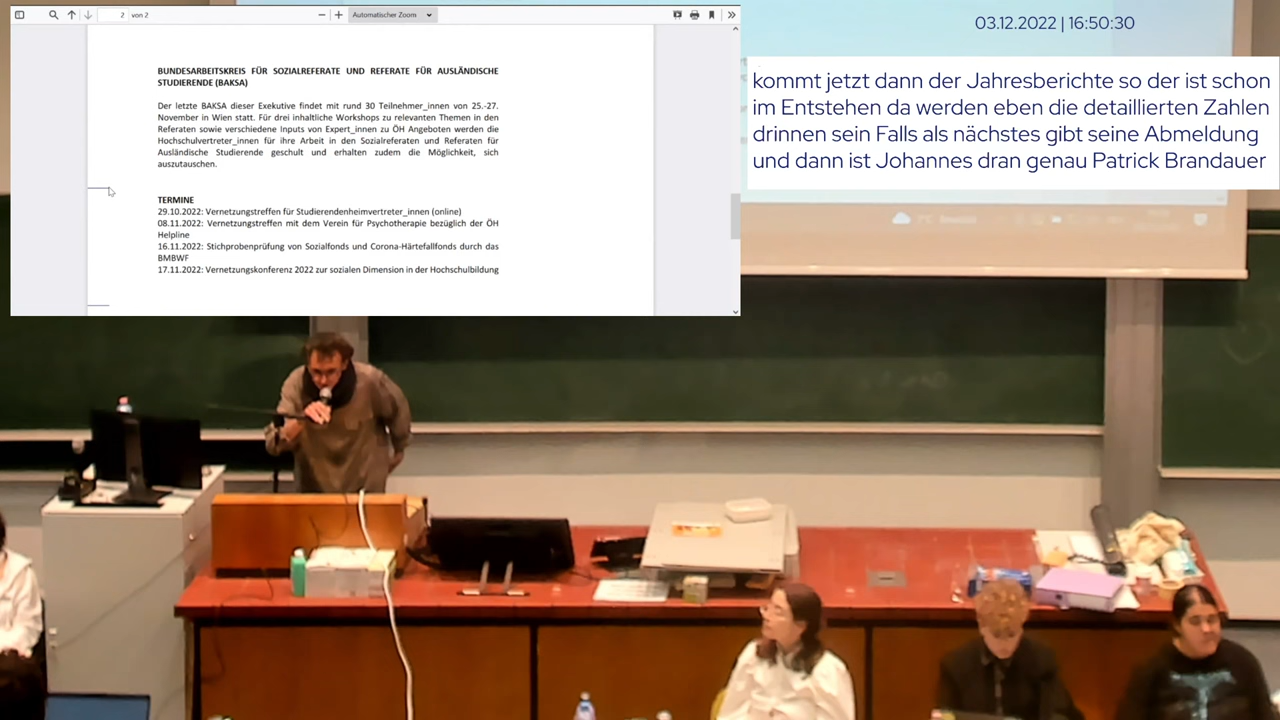 2
von 2
Automatischer Zoom
03.12.2022 | 16:50:30
BUNDESARBEITSKREIS FÜR SOZIALREFERATE UND REFERATE FÜR AUSLÄNDISCHE
STUDIERENDE (BAKSA)
Der letzte BAKSA dieser Exekutive findet mit rund 30 Teilnehmer_innen von 25.-27.
November in Wien statt. Für drei inhaltliche Workshops zu relevanten Themen in den
Referaten sowie verschiedene Inputs von Expert_innen zu ÖH Angeboten werden die
Hochschulvertreter_innen für ihre Arbeit in den Sozialreferaten und Referaten für
Ausländische Studierende geschult und erhalten zudem die Möglichkeit, sich
auszutauschen.
TERMINE
29.10.2022: Vernetzungstreffen für Studierendenheimvertreter_innen (online)
08.11.2022: Vernetzungstreffen mit dem Verein für Psychotherapie bezüglich der ÖH
Helpline
16.11.2022: Stichprobenprüfung von Sozialfonds und Corona-Härtefallfonds durch das
BMBWF
17.11.2022: Vernetzungskonferenz 2022 zur sozialen Dimension in der Hochschulbildung
kommt jetzt dann der Jahresberichte so der ist schon
im Entstehen da werden eben die detaillierten Zahlen
drinnen sein Falls als nächstes gibt seine Abmeldung
und dann ist Johannes dran genau Patrick Brandauer